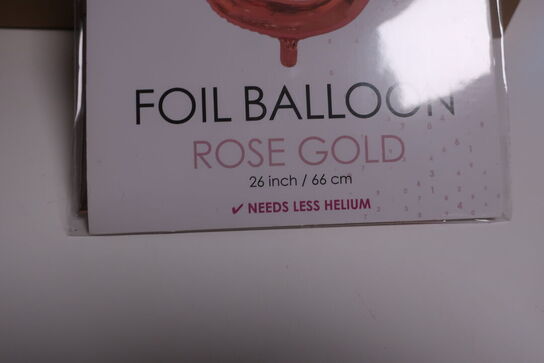 FOIL BALLOON
ROSE GOLD
26 inch / 66 cm
✓ NEEDS LESS HELIUM